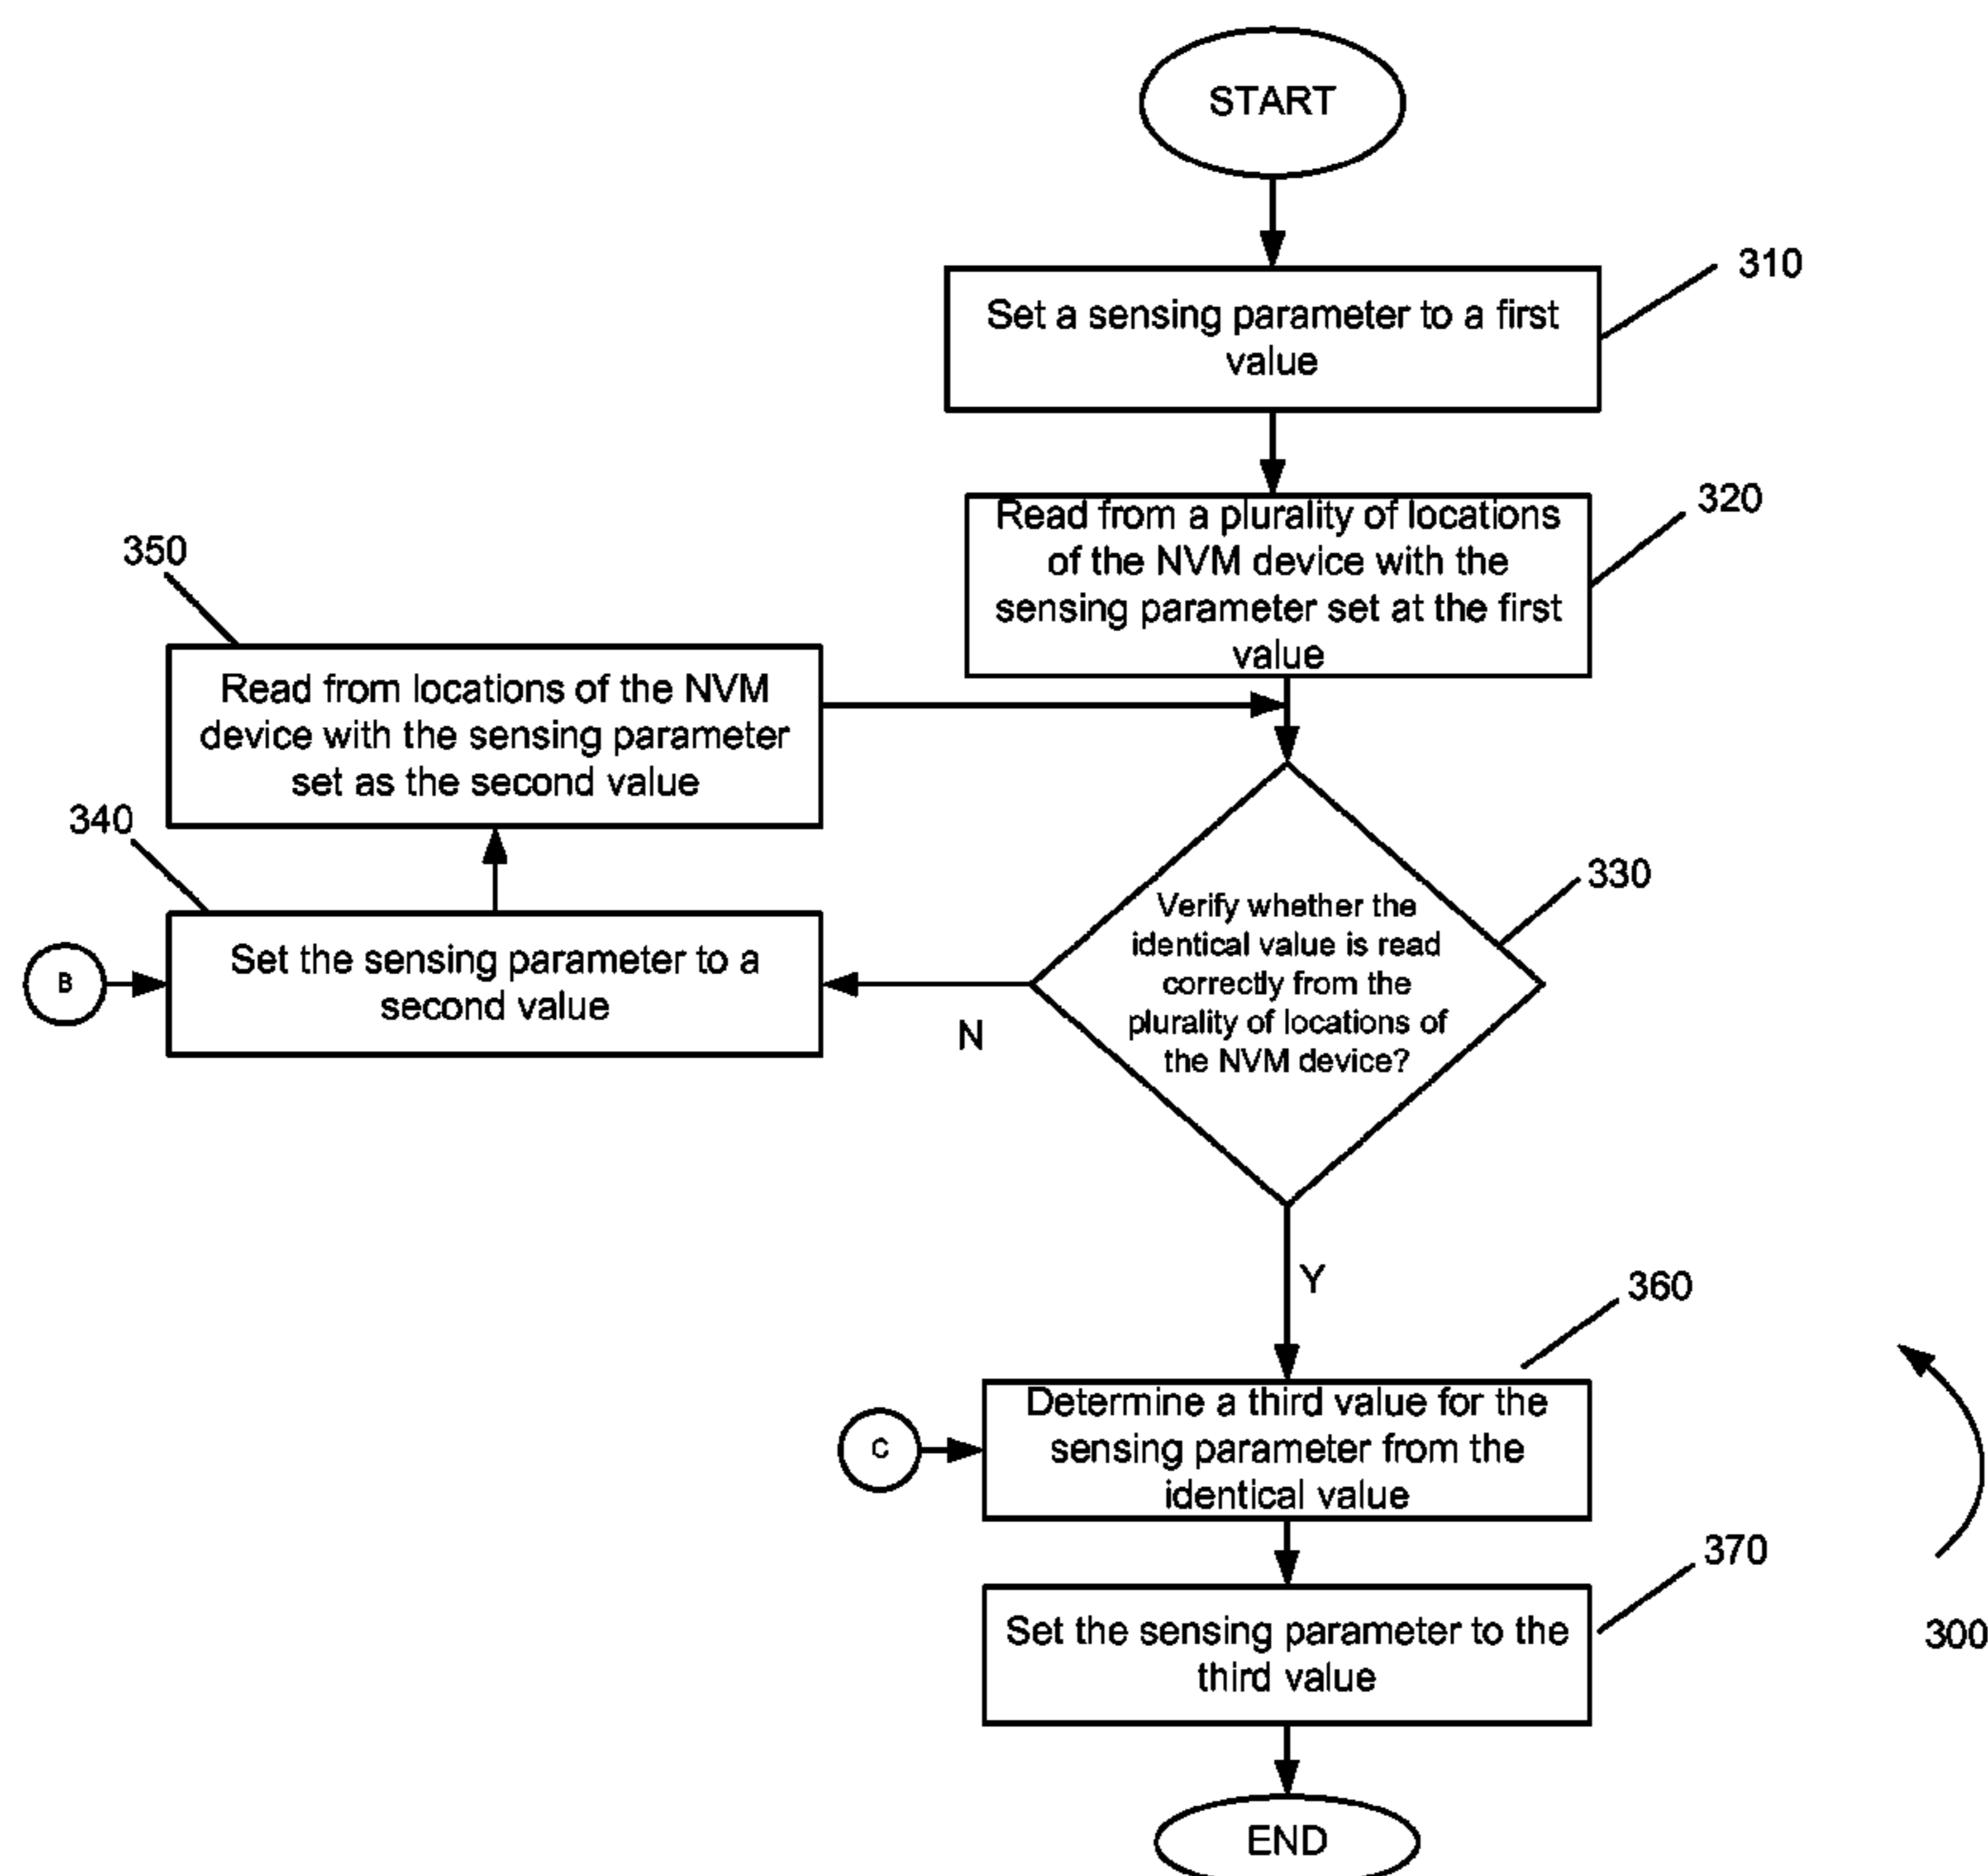 START
310
Set a sensing parameter to a first
value
320
Read from a plurality of locations
of the NVM device with the
sensing parameter set at the first
value
350
Read from locations of the NVM
device with the sensing parameter
set as the second value
340
Set the sensing parameter to a
second value
B
N
330
Verify whether the
identical value is read
correctly from the
plurality of locations of
the NVM device?
Y
360
Determine a third value for the
sensing parameter from the
identical value
C
370
Set the sensing parameter to the
third value
300
END